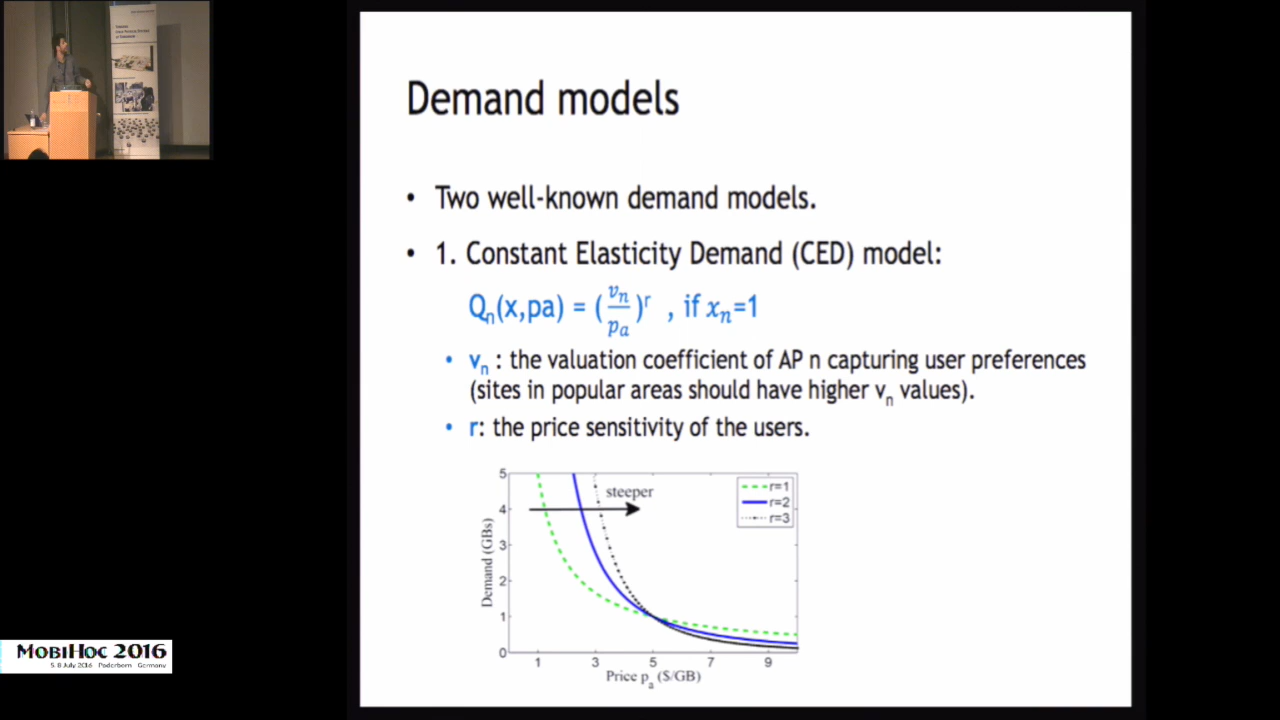 Demand models
• Two well-known demand models.
• 1. Constant Elasticity Demand (CED) model:
Qn(x,pa) = (vn/pa)^r , if xn=1
• vn : the valuation coefficient of AP n capturing user preferences
(sites in popular areas should have higher vn values).
• r: the price sensitivity of the users.
5
4
3
2
1
0
Demand (GBs)
steeper
r=1
r=2
r=3
1 3 5 7 9
Price pa ($/GB)
MobiHoc 2016
5-8 July 2016 Paderborn Germany